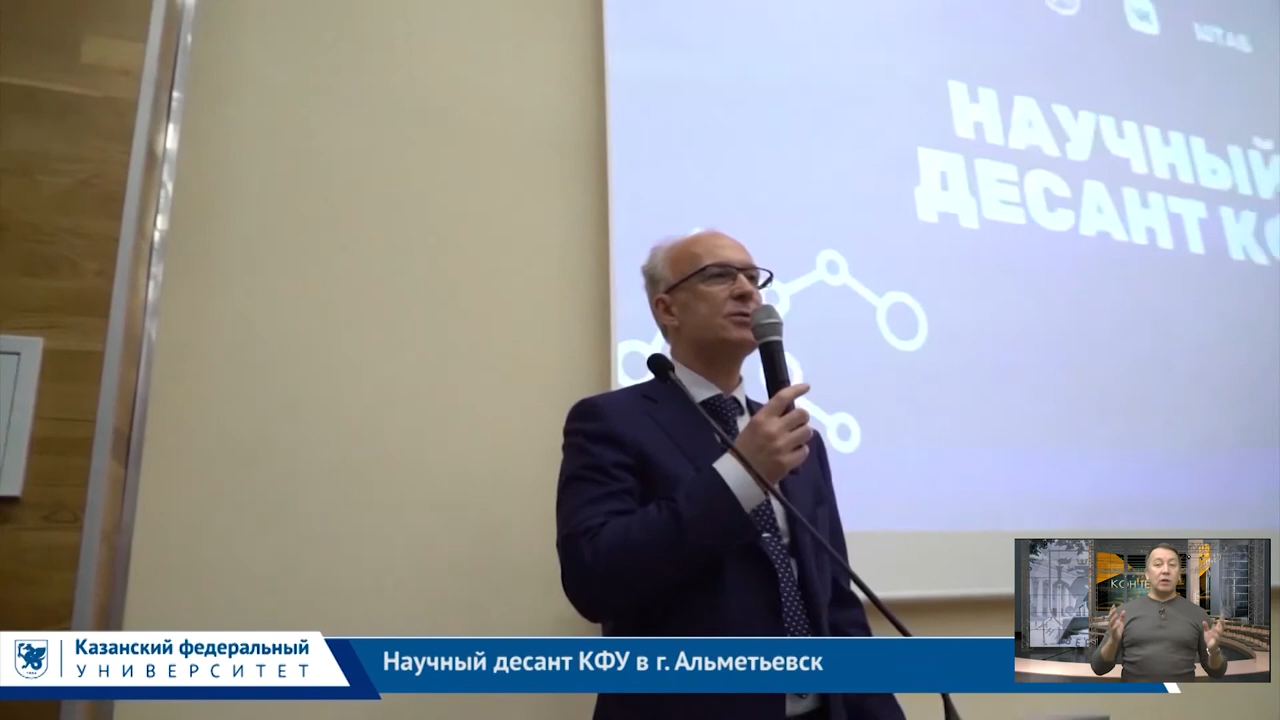 НАУЧНЫЙ
ДЕСАНТ К
Казанский федеральный
УНИВЕРСИТЕТ
Научный десант КФУ в г. Альметьевск